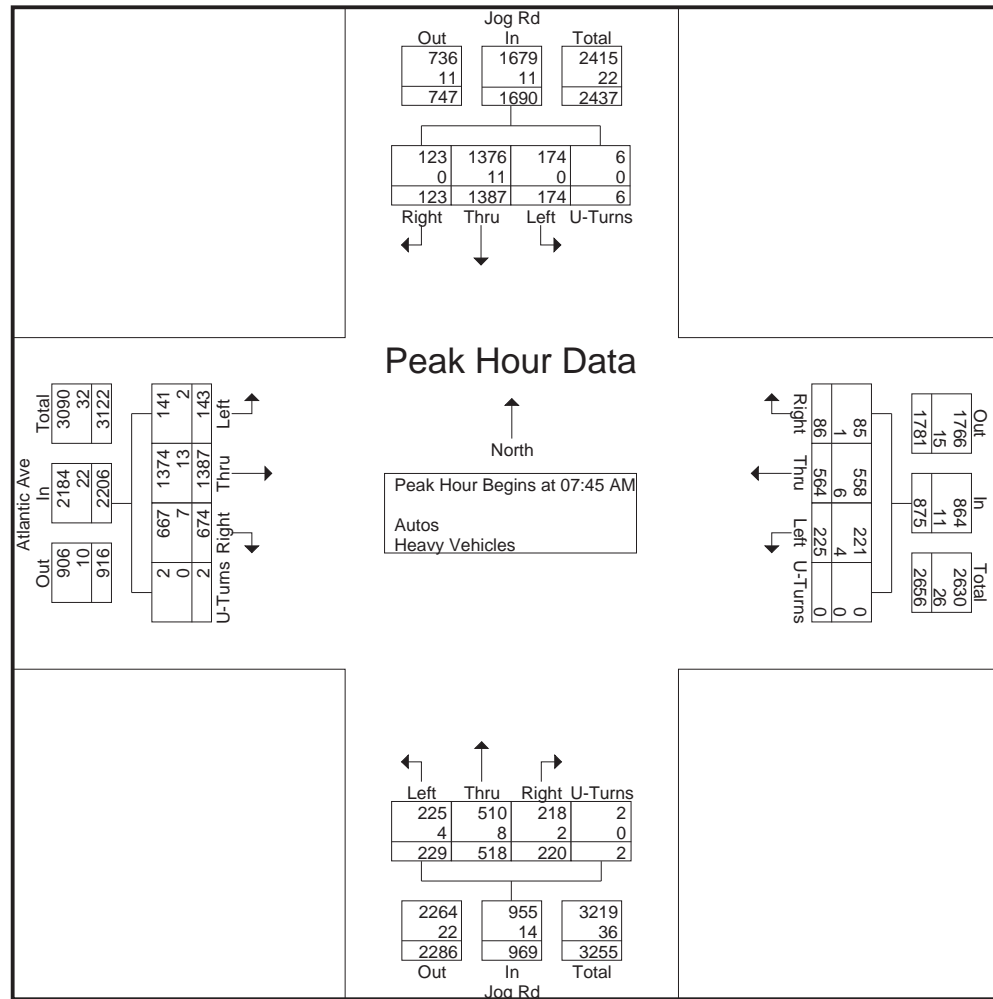 Jog Rd
Out In Total
736 1679 2415
11 11 22
747 1690 2437
123 1376 174 6
0 11 0 0
123 1387 174 6
Right Thru Left U-Turns
Peak Hour Data
North
Peak Hour Begins at 07:45 AM
Autos
Heavy Vehicles
Atlantic Ave
Out In Total
906 2184 3090
10 22 32
916 2206 3122
2 667 1374 141
0 7 13 2
2 674 1387 143
U-Turns Right Thru Left
Out In Total
1766 864 2630
15 11 26
1781 875 2656
85 558 221 0
1 6 4 0
86 564 225 0
Right Thru Left U-Turns
Left Thru Right U-Turns
225 510 218 2
4 8 2 0
229 518 220 2
2264 955 3219
22 14 36
2286 969 3255
Out In Total
Jog Rd